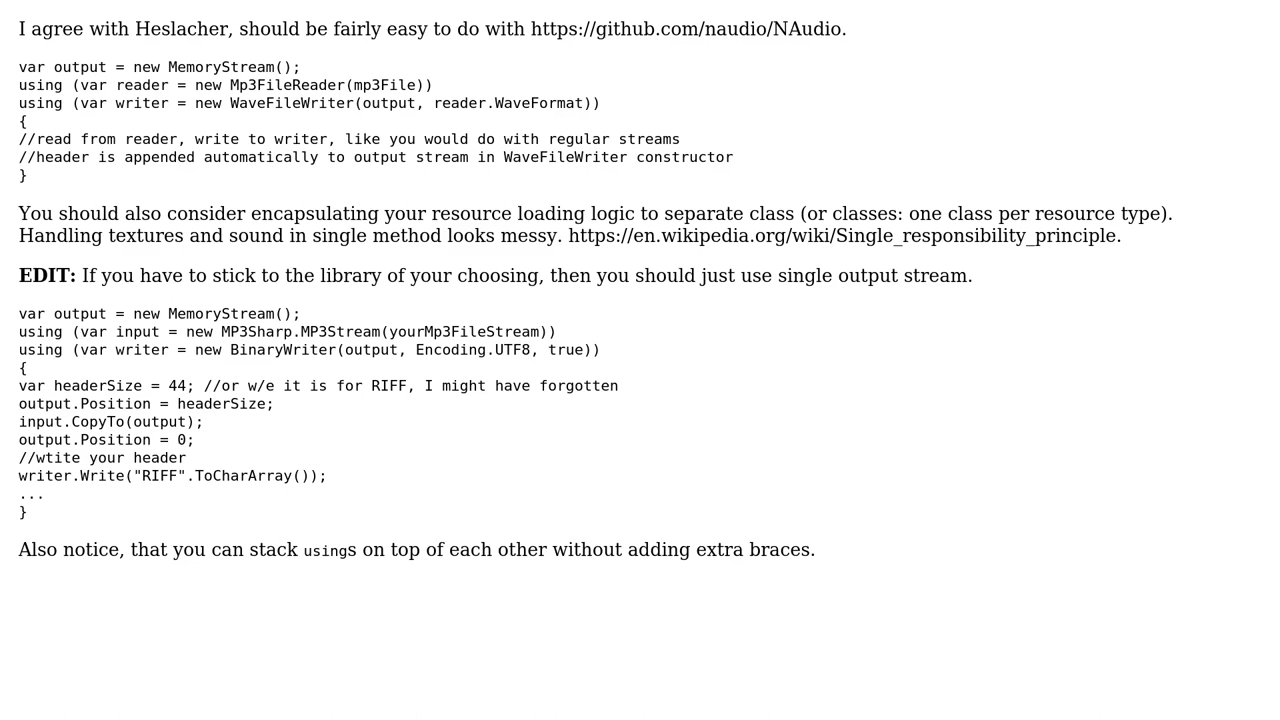 I agree with Heslacher, should be fairly easy to do with https://github.com/naudio/NAudio.
var output = new MemoryStream();
using (var reader = new Mp3FileReader(mp3File))
using (var writer = new WaveFileWriter(output, reader.WaveFormat))
{
//read from reader, write to writer, like you would do with regular streams
//header is appended automatically to output stream in WaveFileWriter constructor
}
You should also consider encapsulating your resource loading logic to separate class (or classes: one class per resource type).
Handling textures and sound in single method looks messy. https://en.wikipedia.org/wiki/Single_responsibility_principle.
EDIT: If you have to stick to the library of your choosing, then you should just use single output stream.
var output = new MemoryStream();
using (var input = new MP3Sharp.MP3Stream(yourMp3FileStream))
using (var writer = new BinaryWriter(output, Encoding.UTF8, true))
{
var headerSize = 44; //or w/e it is for RIFF, I might have forgotten
output.Position = headerSize;
input.CopyTo(output);
output.Position = 0;
//wtite your header
writer.Write("RIFF".ToCharArray());
...
}
Also notice, that you can stack usings on top of each other without adding extra braces.